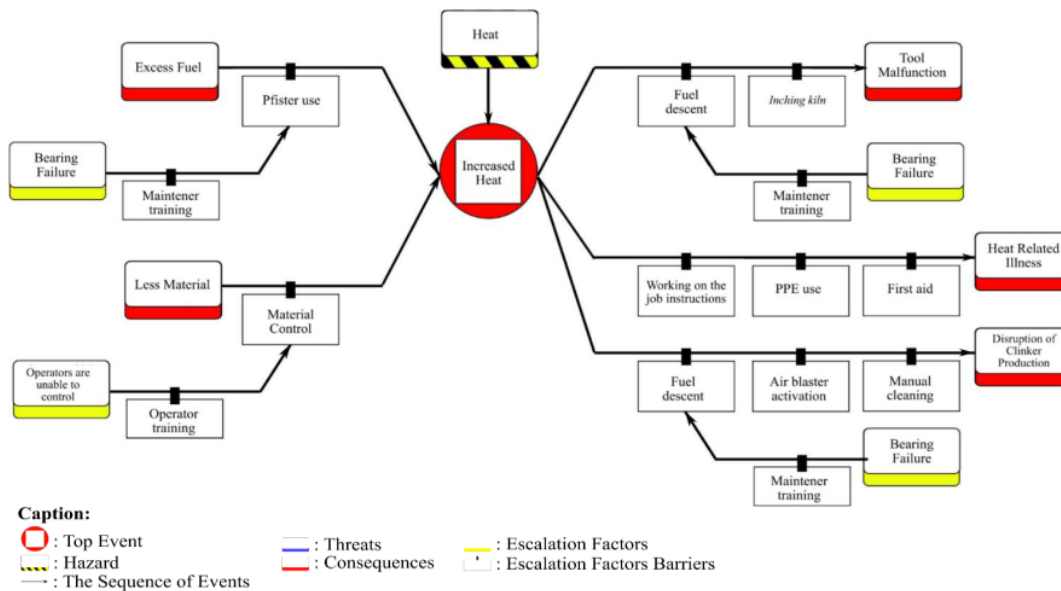 Heat
Excess Fuel
Pfister use
Bearing
Failure
Maintener
training
Increased
Heat
Fuel
descent
Inching kiln
Tool
Malfunction
Bearing
Failure
Maintener
training
Less Material
Material
Control
Operators are
unable to
control
Operator
training
Working on the
job instructions
PPE use
First aid
Heat Related
Illness
Fuel
descent
Air blaster
activation
Manual
cleaning
Disruption of
Clinker
Production
Bearing
Failure
Maintener
training
Caption:
: Top Event
: Hazard
: The Sequence of Events
: Threats
: Consequences
: Escalation Factors
: Escalation Factors Barriers